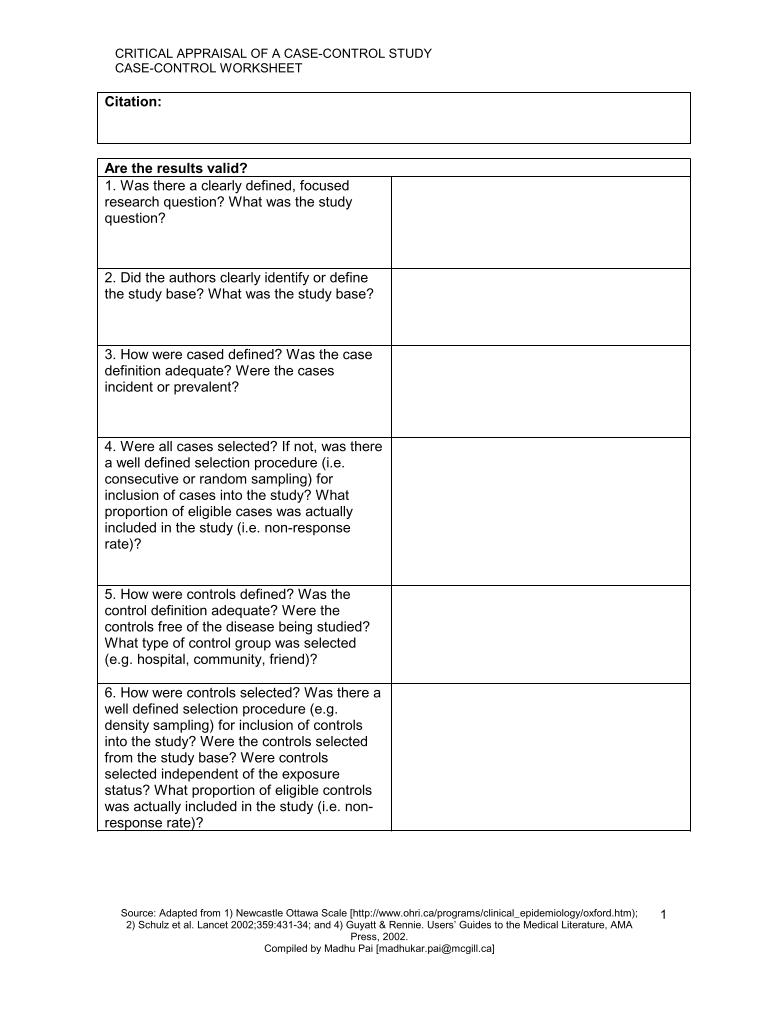 CRITICAL APPRAISAL OF A CASE-CONTROL STUDY
CASE-CONTROL WORKSHEET
Citation:
Are the results valid?
1. Was there a clearly defined, focused
research question? What was the study
question?
2. Did the authors clearly identify or define
the study base? What was the study base?
3. How were cased defined? Was the case
definition adequate? Were the cases
incident or prevalent?
4. Were all cases selected? If not, was there
a well defined selection procedure (i.e.
consecutive or random sampling) for
inclusion of cases into the study? What
proportion of eligible cases was actually
included in the study (i.e. non-response
rate)?
5. How were controls defined? Was the
control definition adequate? Were the
controls free of the disease being studied?
What type of control group was selected
(e.g. hospital, community, friend)?
6. How were controls selected? Was there a
well defined selection procedure (e.g.
density sampling) for inclusion of controls
into the study? Were the controls selected
from the study base? Were controls
selected independent of the exposure
status? What proportion of eligible controls
was actually included in the study (i.e. non-
response rate)?
Source: Adapted from 1) Newcastle Ottawa Scale [http://www.ohri.ca/programs/clinical_epidemiology/oxford.htm);
2) Schulz et al. Lancet 2002;359:431-34; and 4) Guyatt & Rennie. Users' Guides to the Medical Literature, AMA
Press, 2002.
Compiled by Madhu Pai [madhukar.pai@mcgill.ca]
1